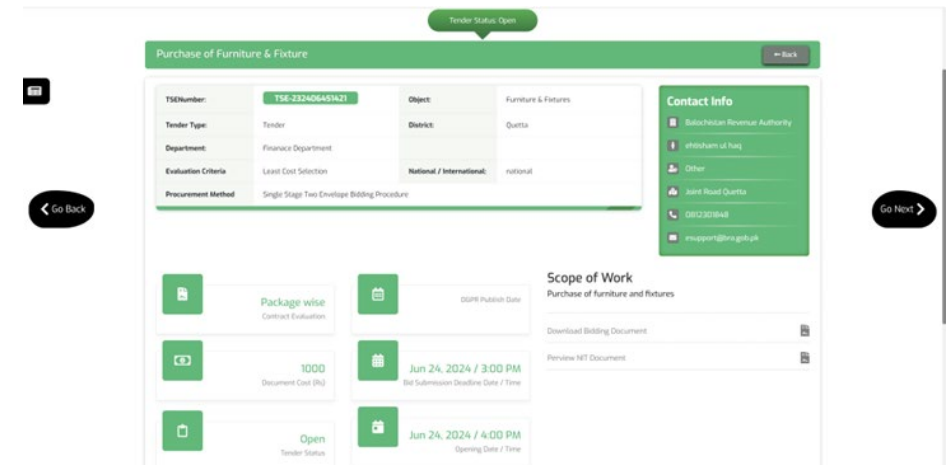 Tender Status: Open
Purchase of Furniture & Fixture
Back
TSENumber: TSE-232406451421 Object: Furniture & Fixtures
Tender Type: Tender District: Quetta
Department: Finanace Department
Evaluation Criteria Least Cost Selection National / International: national
Procurement Method Single Stage Two Envelope Bidding Procedure
Contact Info
Balochistan Revenue Authority
ehtisham ul haq
Other
Joint Road Quetta
0812301848
esupport@bra.gob.pk
Go Back
Go Next
Package wise
Contract Evaluation
DGPR Publish Date
1000
Document Cost (Rs)
Jun 24, 2024 / 3:00 PM
Bid Submission Deadline Date / Time
Open
Tender Status
Jun 24, 2024 / 4:00 PM
Opening Date / Time
Scope of Work
Purchase of furniture and fixtures
Download Bidding Document
Perview NIT Document